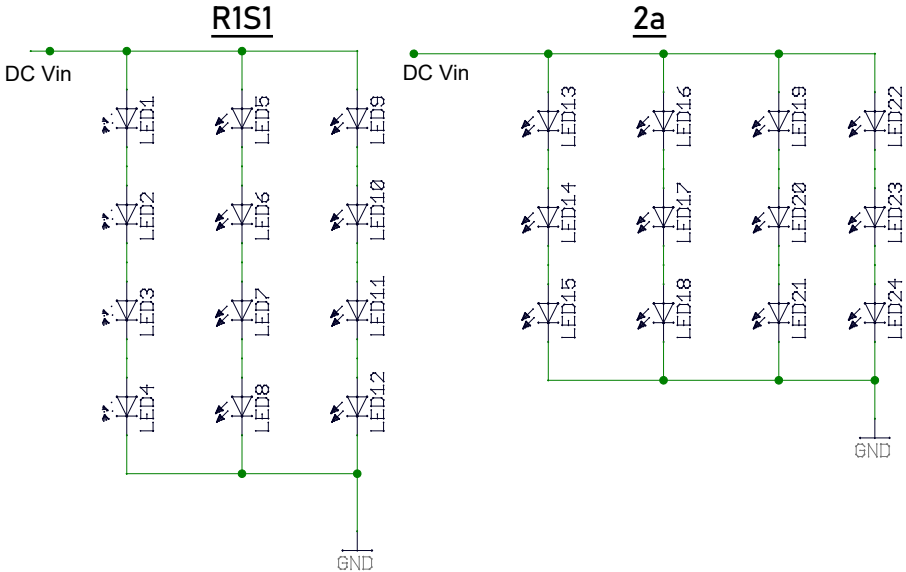 R1S1
2a
DC Vin
DC Vin
LED1
LED5
LED9
LED13
LED16
LED19
LED22
LED2
LED6
LED10
LED14
LED17
LED20
LED23
LED3
LED7
LED11
LED15
LED18
LED21
LED24
LED4
LED8
LED12
GND
GND